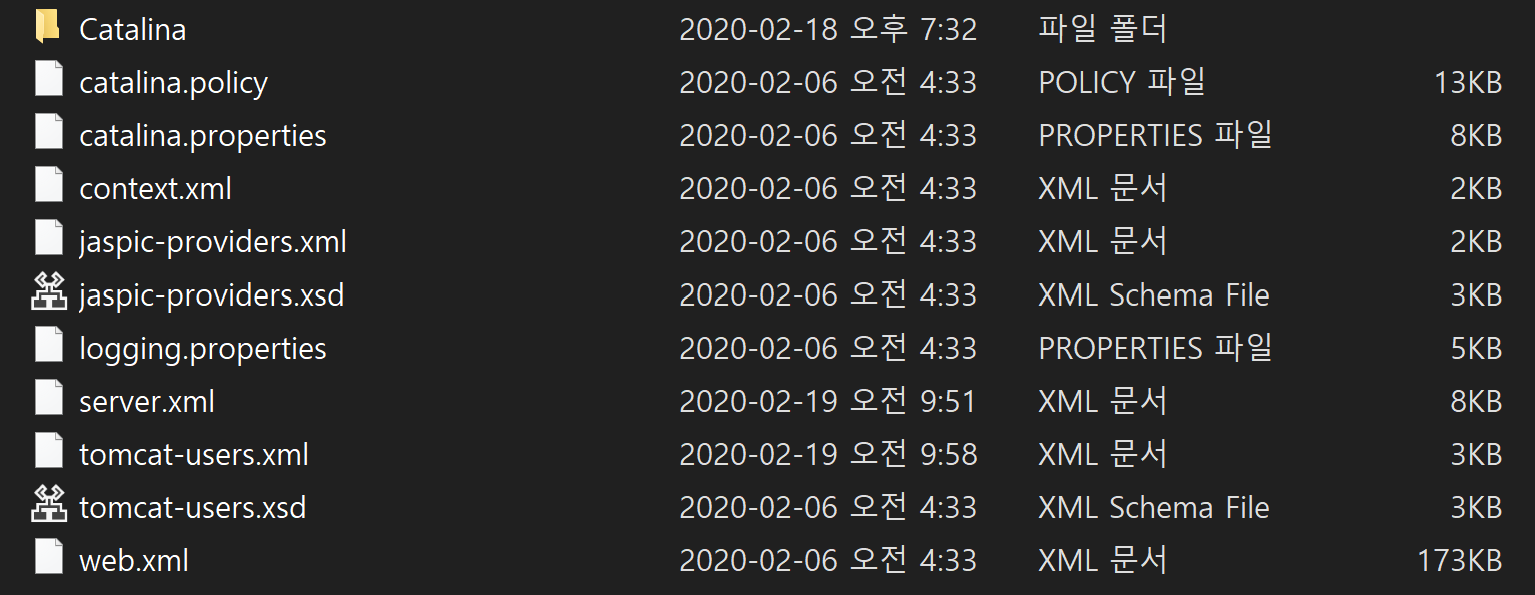 Catalina 2020-02-18 오후 7:32 파일 폴더
catalina.policy 2020-02-06 오전 4:33 POLICY 파일 13KB
catalina.properties 2020-02-06 오전 4:33 PROPERTIES 파일 8KB
context.xml 2020-02-06 오전 4:33 XML 문서 2KB
jaspic-providers.xml 2020-02-06 오전 4:33 XML 문서 2KB
jaspic-providers.xsd 2020-02-06 오전 4:33 XML Schema File 3KB
logging.properties 2020-02-06 오전 4:33 PROPERTIES 파일 5KB
server.xml 2020-02-19 오전 9:51 XML 문서 8KB
tomcat-users.xml 2020-02-19 오전 9:58 XML 문서 3KB
tomcat-users.xsd 2020-02-06 오전 4:33 XML Schema File 3KB
web.xml 2020-02-06 오전 4:33 XML 문서 173KB